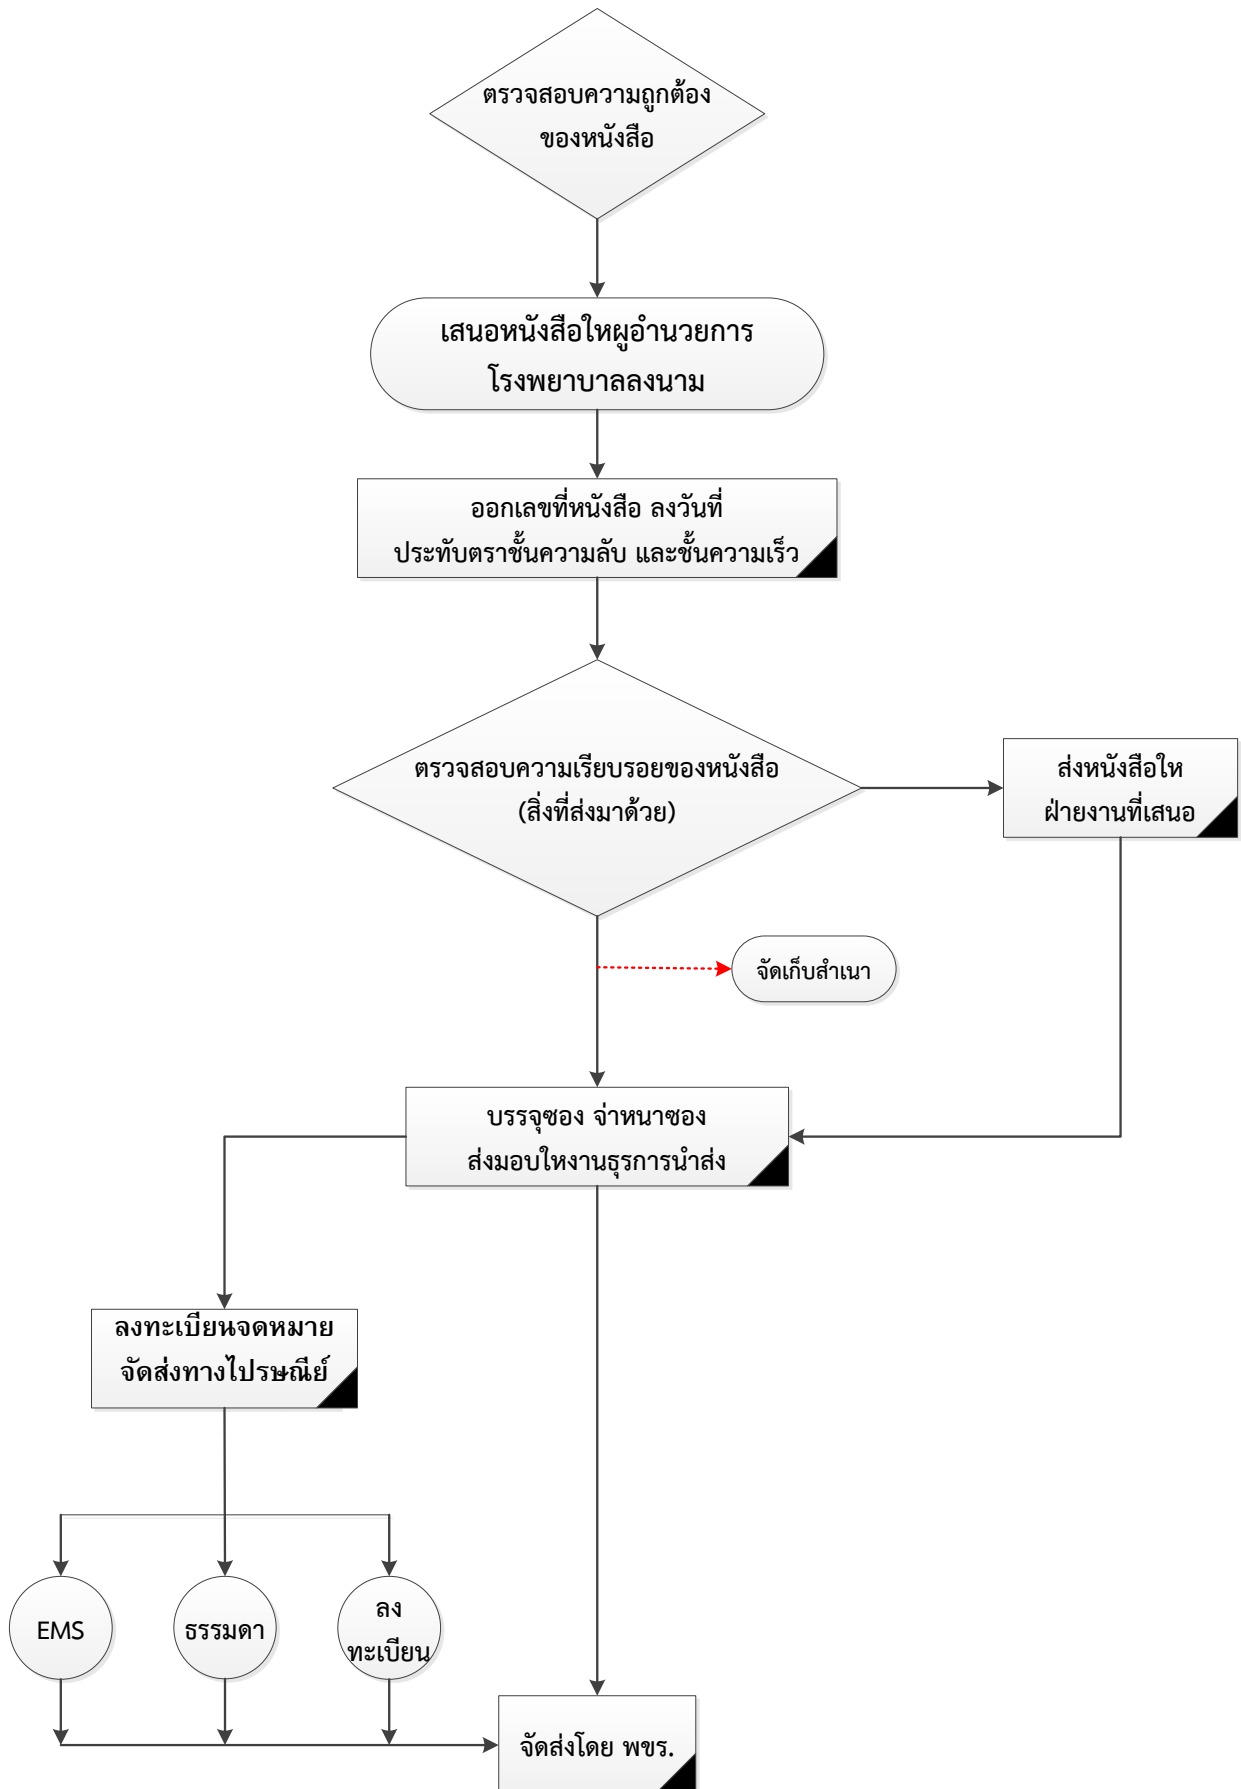 ตรวจสอบความถูกต้อง
ของหนังสือ
เสนอหนังสือใหผูอำนวยการ
โรงพยาบาลลงนาม
ออกเลขที่หนังสือ ลงวันที่
ประทับตราชั้นความลับ และชั้นความเร็ว
ตรวจสอบความเรียบรอยของหนังสือ
(สิ่งที่ส่งมาด้วย)
ส่งหนังสือให
ฝ่ายงานที่เสนอ
จัดเก็บสำเนา
บรรจุซอง จ่าหนาซอง
ส่งมอบใหงานธุรการนำส่ง
ลงทะเบียนจดหมาย
จัดส่งทางไปรษณีย์
EMS
ธรรมดา
ลง
ทะเบียน
จัดส่งโดย พขร.